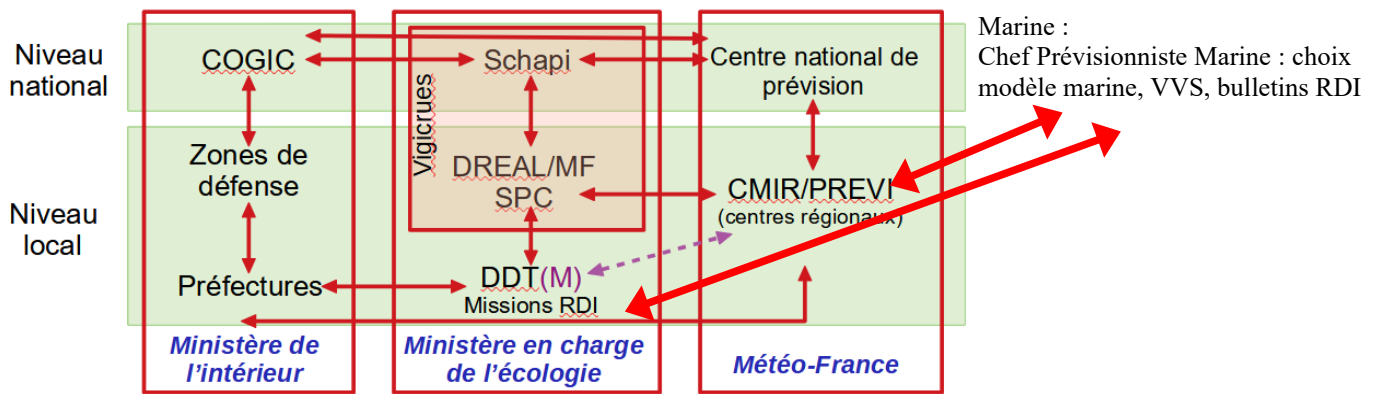 Niveau
national
COGIC
Schapi
Centre national de
prévision
Marine :
Chef Prévisionniste Marine : choix
modèle marine, VVS, bulletins RDI
Vigicrues
Niveau
local
Zones de
défense
DREAL/MF
SPC
CMIR/PREVI
(centres régionaux)
Préfectures
DDT(M)
Missions RDI
Ministère de
l’intérieur
Ministère en charge
de l’écologie
Météo-France